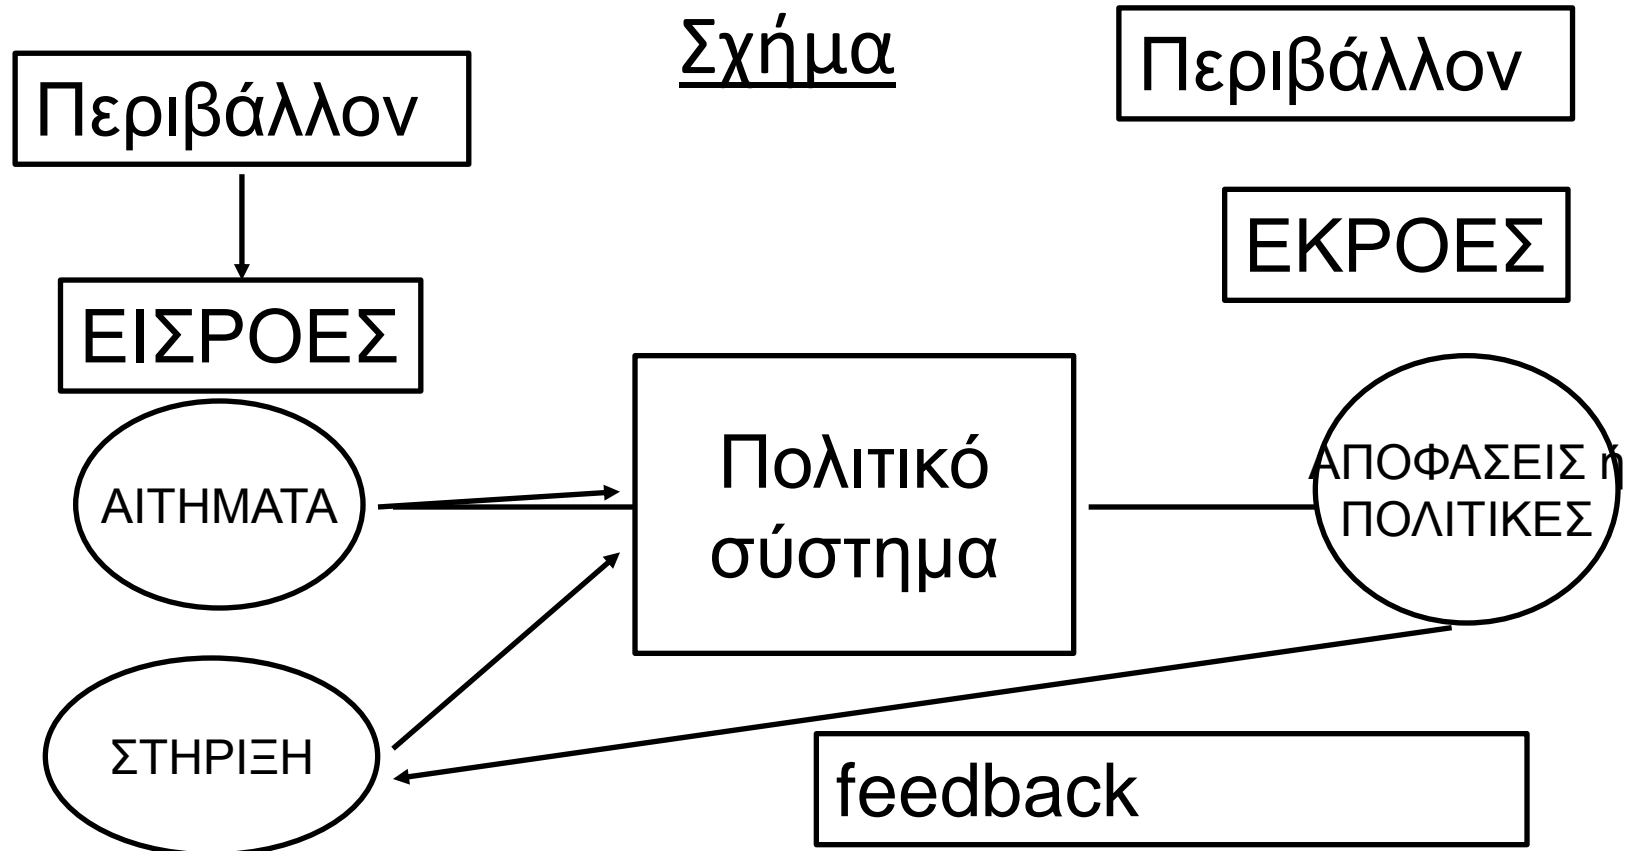 Σχήμα
Περιβάλλον
Περιβάλλον
ΕΚΡΟΕΣ
ΕΙΣΡΟΕΣ
Πολιτικό
σύστημα
ΑΙΤΗΜΑΤΑ
ΑΠΟΦΑΣΕΙΣ ή
ΠΟΛΙΤΙΚΕΣ
ΣΤΗΡΙΞΗ
feedback